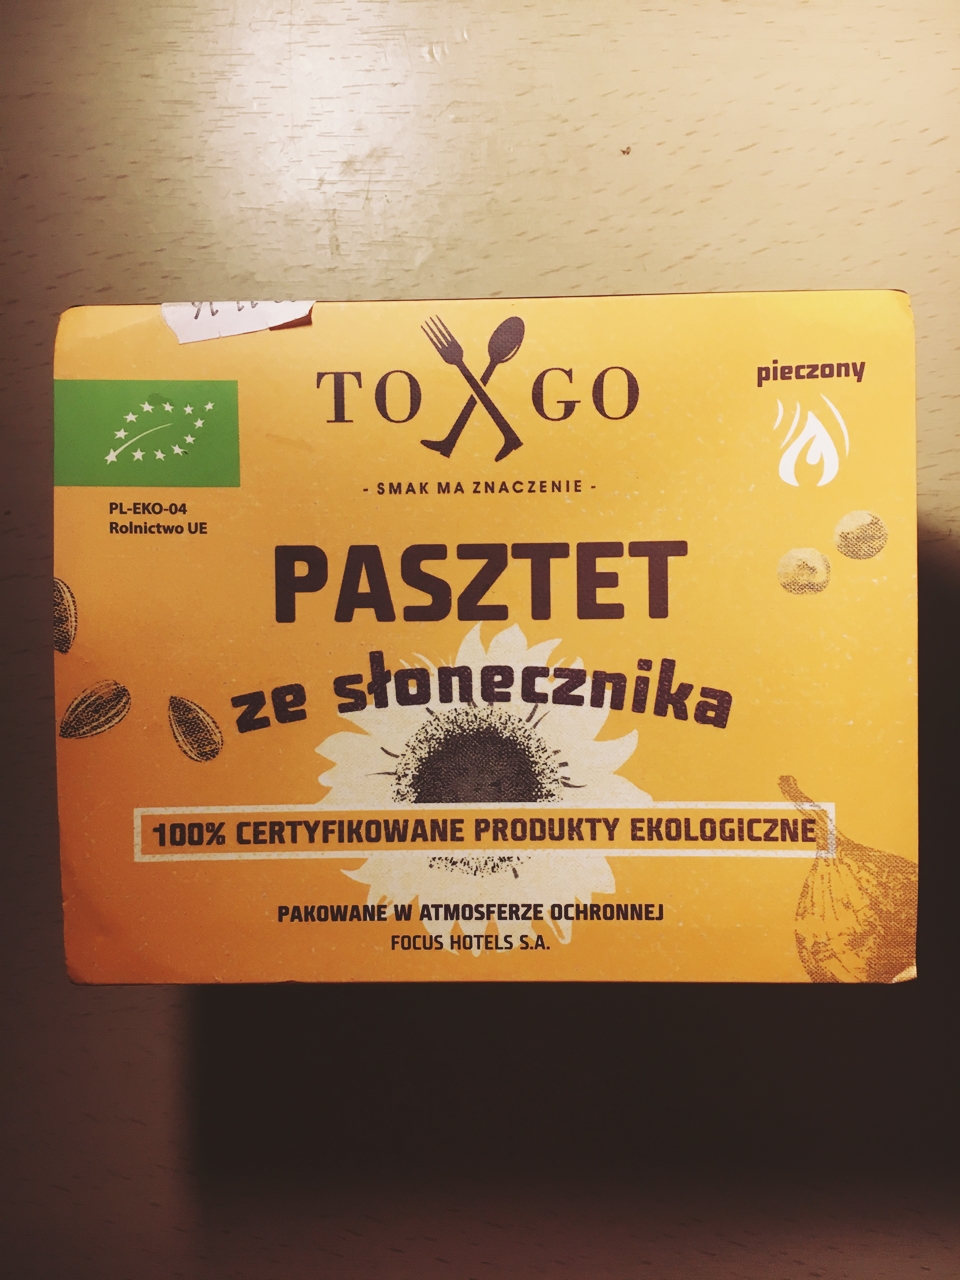 TO GO
- SMAK MA ZNACZENIE -
pieczony
PL-EKO-04
Rolnictwo UE
PASZTET
ze słonecznika
100% CERTYFIKOWANE PRODUKTY EKOLOGICZNE
PAKOWANE W ATMOSFERZE OCHRONNEJ
FOCUS HOTELS S.A.